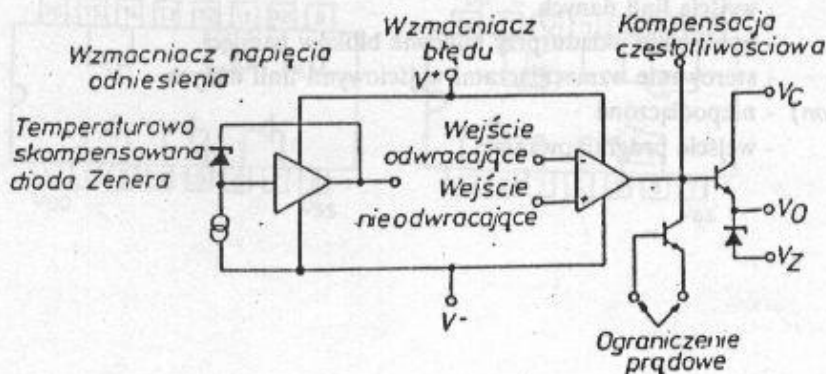 Wzmacniacz napięcia
odniesienia
Temperaturowo
skompensowana
dioda Zenera
Wzmacniacz
błędu
V+
Wejście
odwracające
Wejście
nieodwracające
-
+
Kompensacja
częstotliwościowa
VC
VO
VZ
V-
Ograniczenie
prądowe